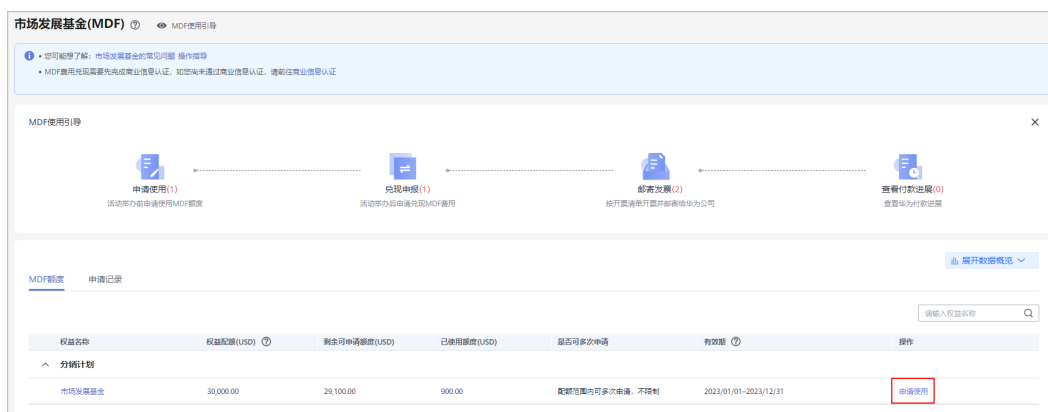 市场发展基金(MDF) ? MDF使用引导
• 您可能想了解：市场发展基金的常见问题 操作指导
• MDF费用兑现需要先完成商业信息认证，如您尚未通过商业信息认证，请前往商业信息认证
MDF使用引导
申请使用(1) 兑现申报(1) 邮寄发票(2) 查看付款进展(0)
活动举办前申请使用MDF额度 活动举办后申请兑现MDF费用 按开票清单开票并邮寄给华为公司 查看华为付款进展
展开数据概览
MDF额度 申请记录
请输入权益名称
权益名称 权益配额(USD) ? 剩余可申请额度(USD) 已使用额度(USD) 是否可多次申请 有效期 ? 操作
分销计划
市场发展基金 30,000.00 29,100.00 900.00 配额范围内可多次申请，不限制 2023/01/01-2023/12/31 申请使用